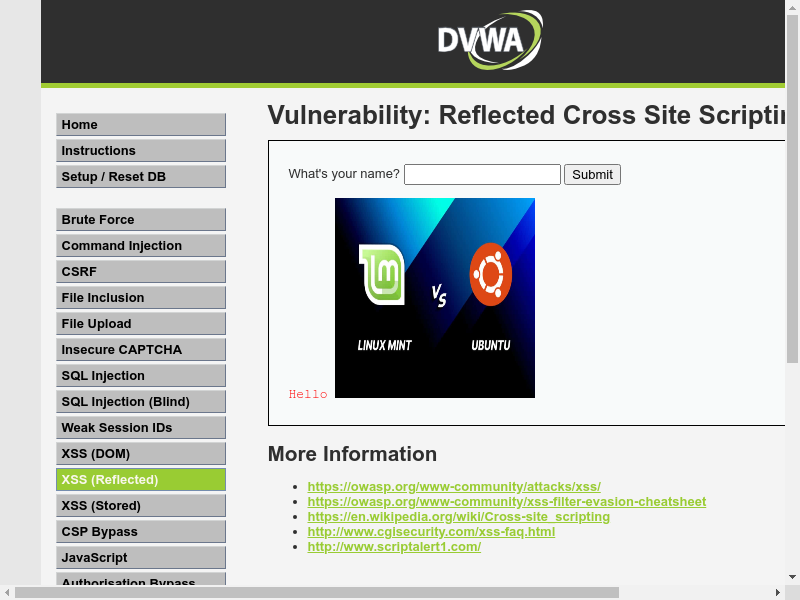 DVWA
Home
Instructions
Setup / Reset DB
Brute Force
Command Injection
CSRF
File Inclusion
File Upload
Insecure CAPTCHA
SQL Injection
SQL Injection (Blind)
Weak Session IDs
XSS (DOM)
XSS (Reflected)
XSS (Stored)
CSP Bypass
JavaScript
Authorisation Bypass
Vulnerability: Reflected Cross Site Scriptin
What's your name? Submit
lm
VS
LINUX MINT UBUNTU
Hello
More Information
https://owasp.org/www-community/attacks/xss/
https://owasp.org/www-community/xss-filter-evasion-cheatsheet
https://en.wikipedia.org/wiki/Cross-site_scripting
http://www.cgisecurity.com/xss-faq.html
http://www.scriptalert1.com/